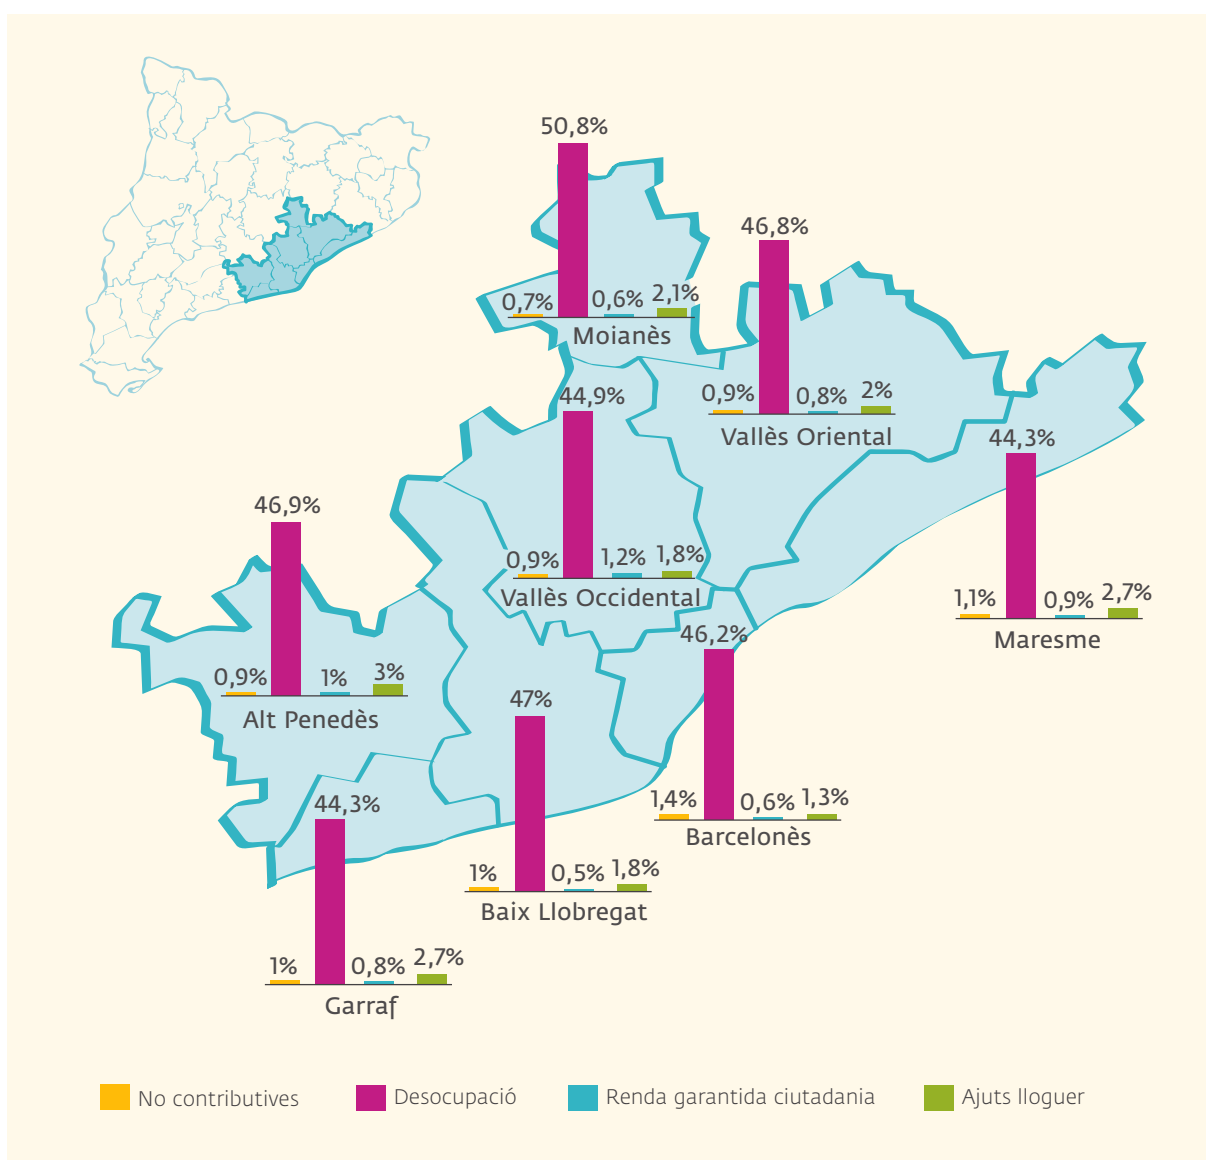 50,8%
0,7%
0,6%
2,1%
Moianès
46,8%
0,9%
0,8%
2%
Vallès Oriental
44,9%
0,9%
1,2%
1,8%
Vallès Occidental
44,3%
1,1%
0,9%
2,7%
Maresme
46,9%
0,9%
1%
3%
Alt Penedès
46,2%
1,4%
0,6%
1,3%
Barcelonès
47%
1%
0,5%
1,8%
Baix Llobregat
44,3%
1%
0,8%
2,7%
Garraf
No contributives
Desocupació
Renda garantida ciutadania
Ajuts lloguer